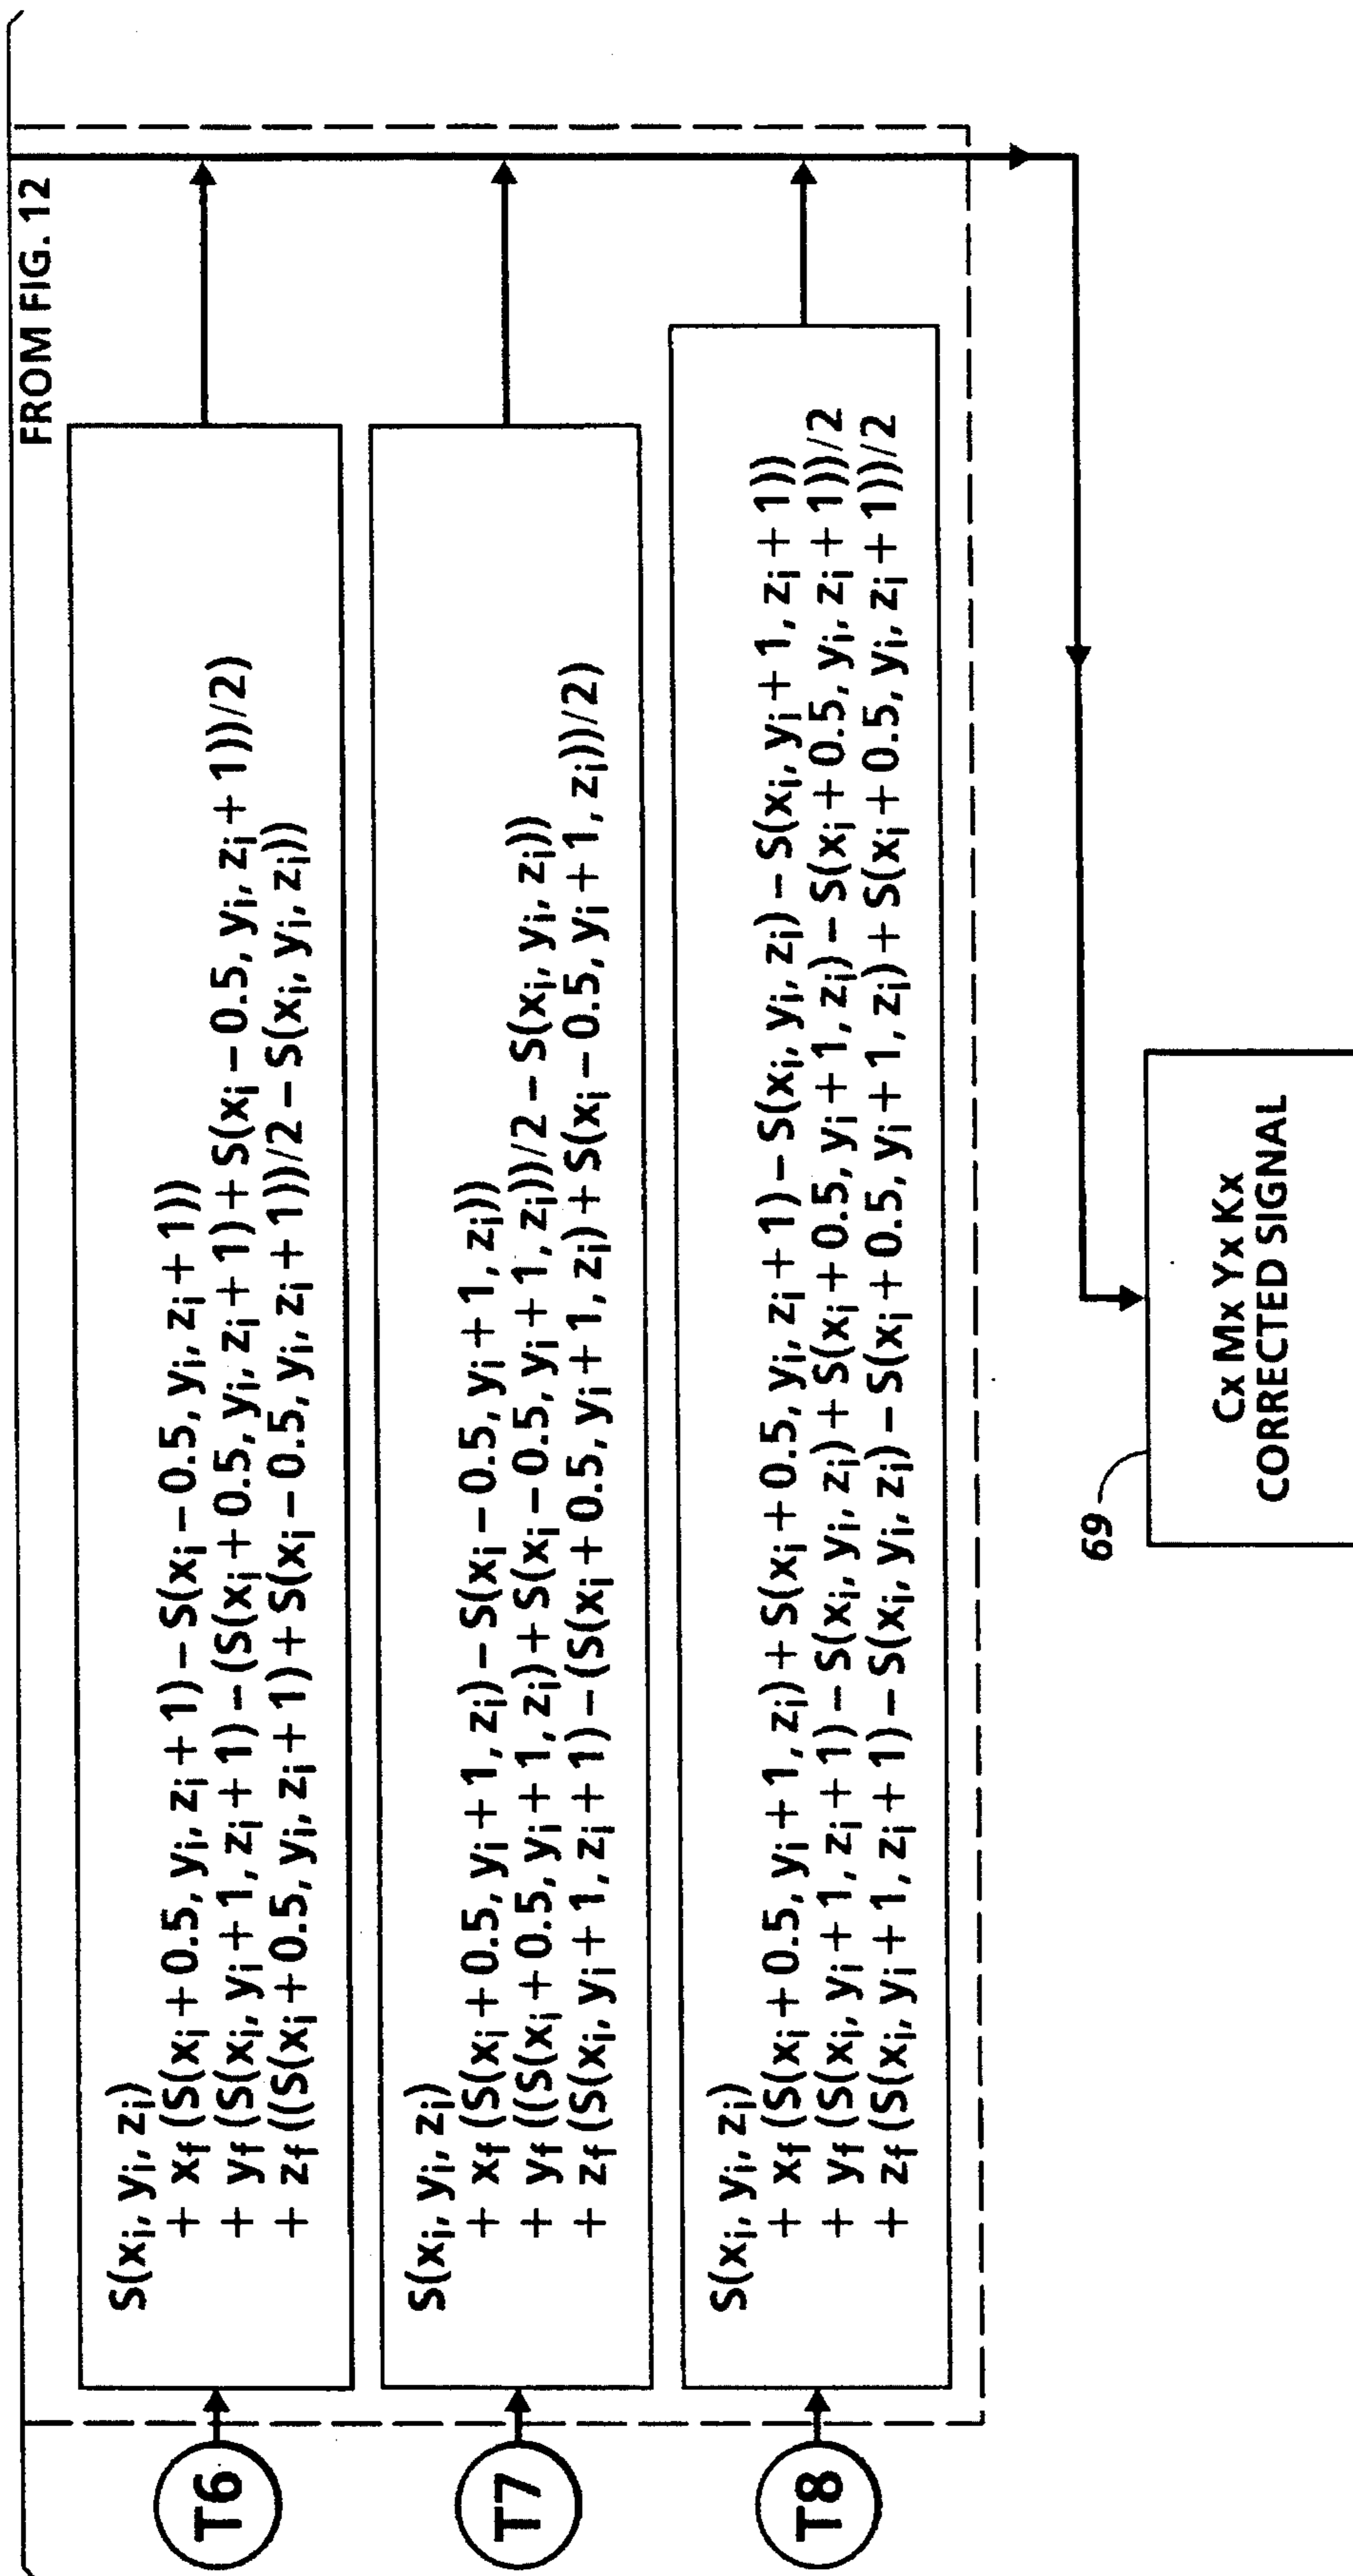 FROM FIG. 12
T6
S(xi, yi, zi)
+ xf (S(xi + 0.5, yi, zi + 1) – S(xi – 0.5, yi, zi + 1))
+ yf (S(xi, yi + 1, zi + 1) – (S(xi + 0.5, yi, zi + 1) + S(xi – 0.5, yi, zi + 1))/2)
+ zf ((S(xi + 0.5, yi, zi + 1) + S(xi – 0.5, yi, zi + 1))/2 – S(xi, yi, zi))
T7
S(xi, yi, zi)
+ xf (S(xi + 0.5, yi + 1, zi) – S(xi – 0.5, yi + 1, zi))
+ yf ((S(xi + 0.5, yi + 1, zi) + S(xi – 0.5, yi + 1, zi))/2 – S(xi, yi, zi))
+ zf (S(xi, yi + 1, zi + 1) – (S(xi + 0.5, yi + 1, zi) + S(xi – 0.5, yi + 1, zi))/2)
T8
S(xi, yi, zi)
+ xf (S(xi + 0.5, yi + 1, zi) + S(xi + 0.5, yi, zi + 1) – S(xi, yi, zi) – S(xi, yi + 1, zi + 1))
+ yf (S(xi, yi + 1, zi + 1) – S(xi, yi, zi) + S(xi + 0.5, yi + 1, zi) – S(xi + 0.5, yi, zi + 1))/2
+ zf (S(xi, yi + 1, zi + 1) – S(xi, yi, zi) – S(xi + 0.5, yi + 1, zi) + S(xi + 0.5, yi, zi + 1))/2
69
Cx Mx Yx Kx
CORRECTED SIGNAL